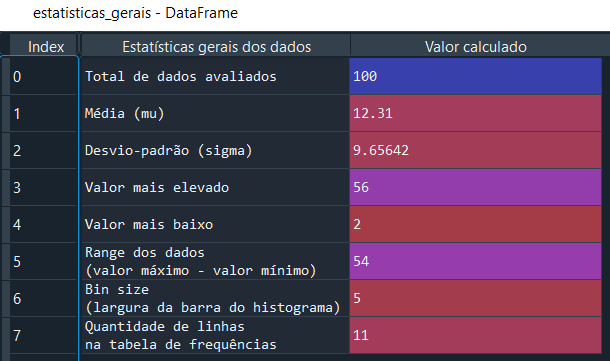 estatisticas_gerais - DataFrame
Index Estatísticas gerais dos dados Valor calculado
0 Total de dados avaliados 100
1 Média (mu) 12.31
2 Desvio-padrão (sigma) 9.65642
3 Valor mais elevado 56
4 Valor mais baixo 2
5 Range dos dados
(valor máximo - valor mínimo) 54
6 Bin size
(largura da barra do histograma) 5
7 Quantidade de linhas
na tabela de frequências 11